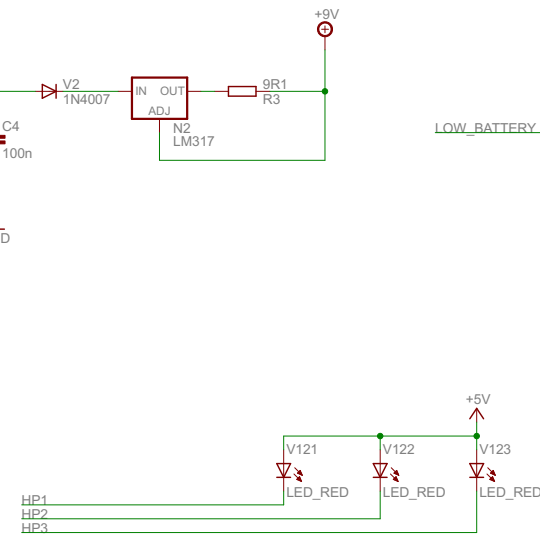 +9V
V2
1N4007
IN OUT
ADJ
9R1
R3
N2
LM317
C4
100n
LOW_BATTERY
D
+5V
V121
V122
V123
LED_RED
LED_RED
LED_RED
HP1
HP2
HP3